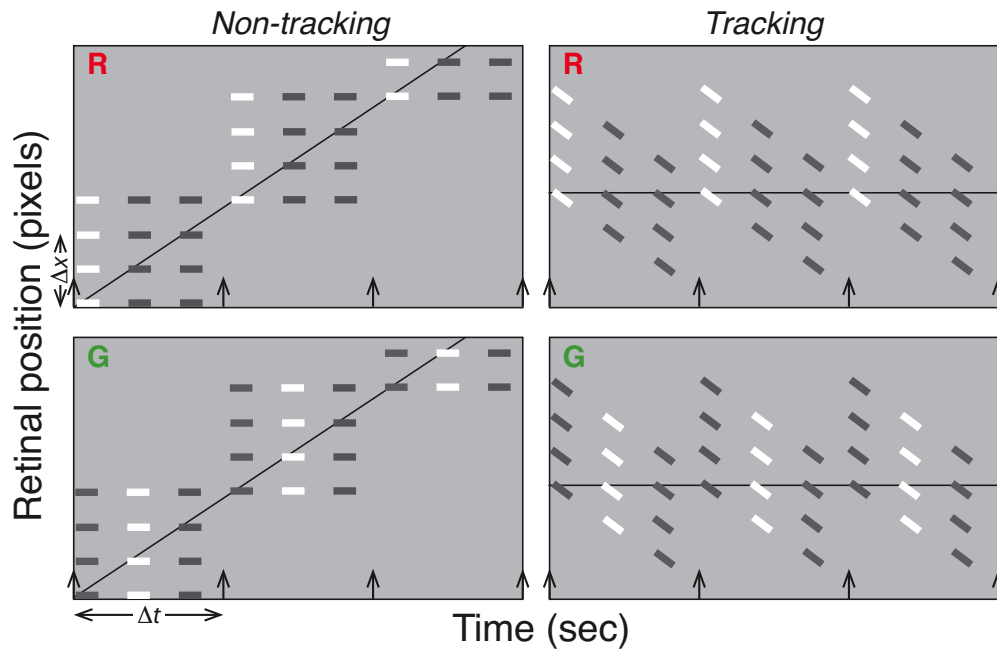 Non-tracking
Tracking
R
R
Retinal position (pixels)
Δx
G
G
Δt
Time (sec)